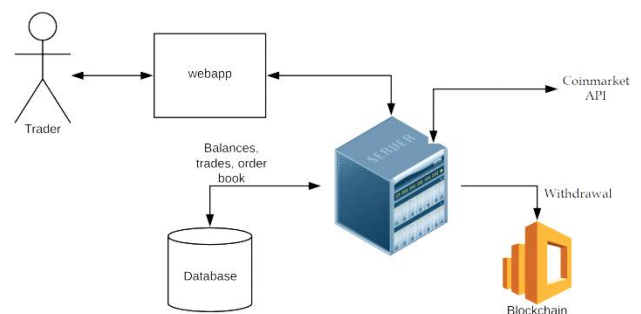 webapp
Coinmarket
API
Trader
SERVER
Balances,
trades, order
book
Withdrawal
Database
Blockchain